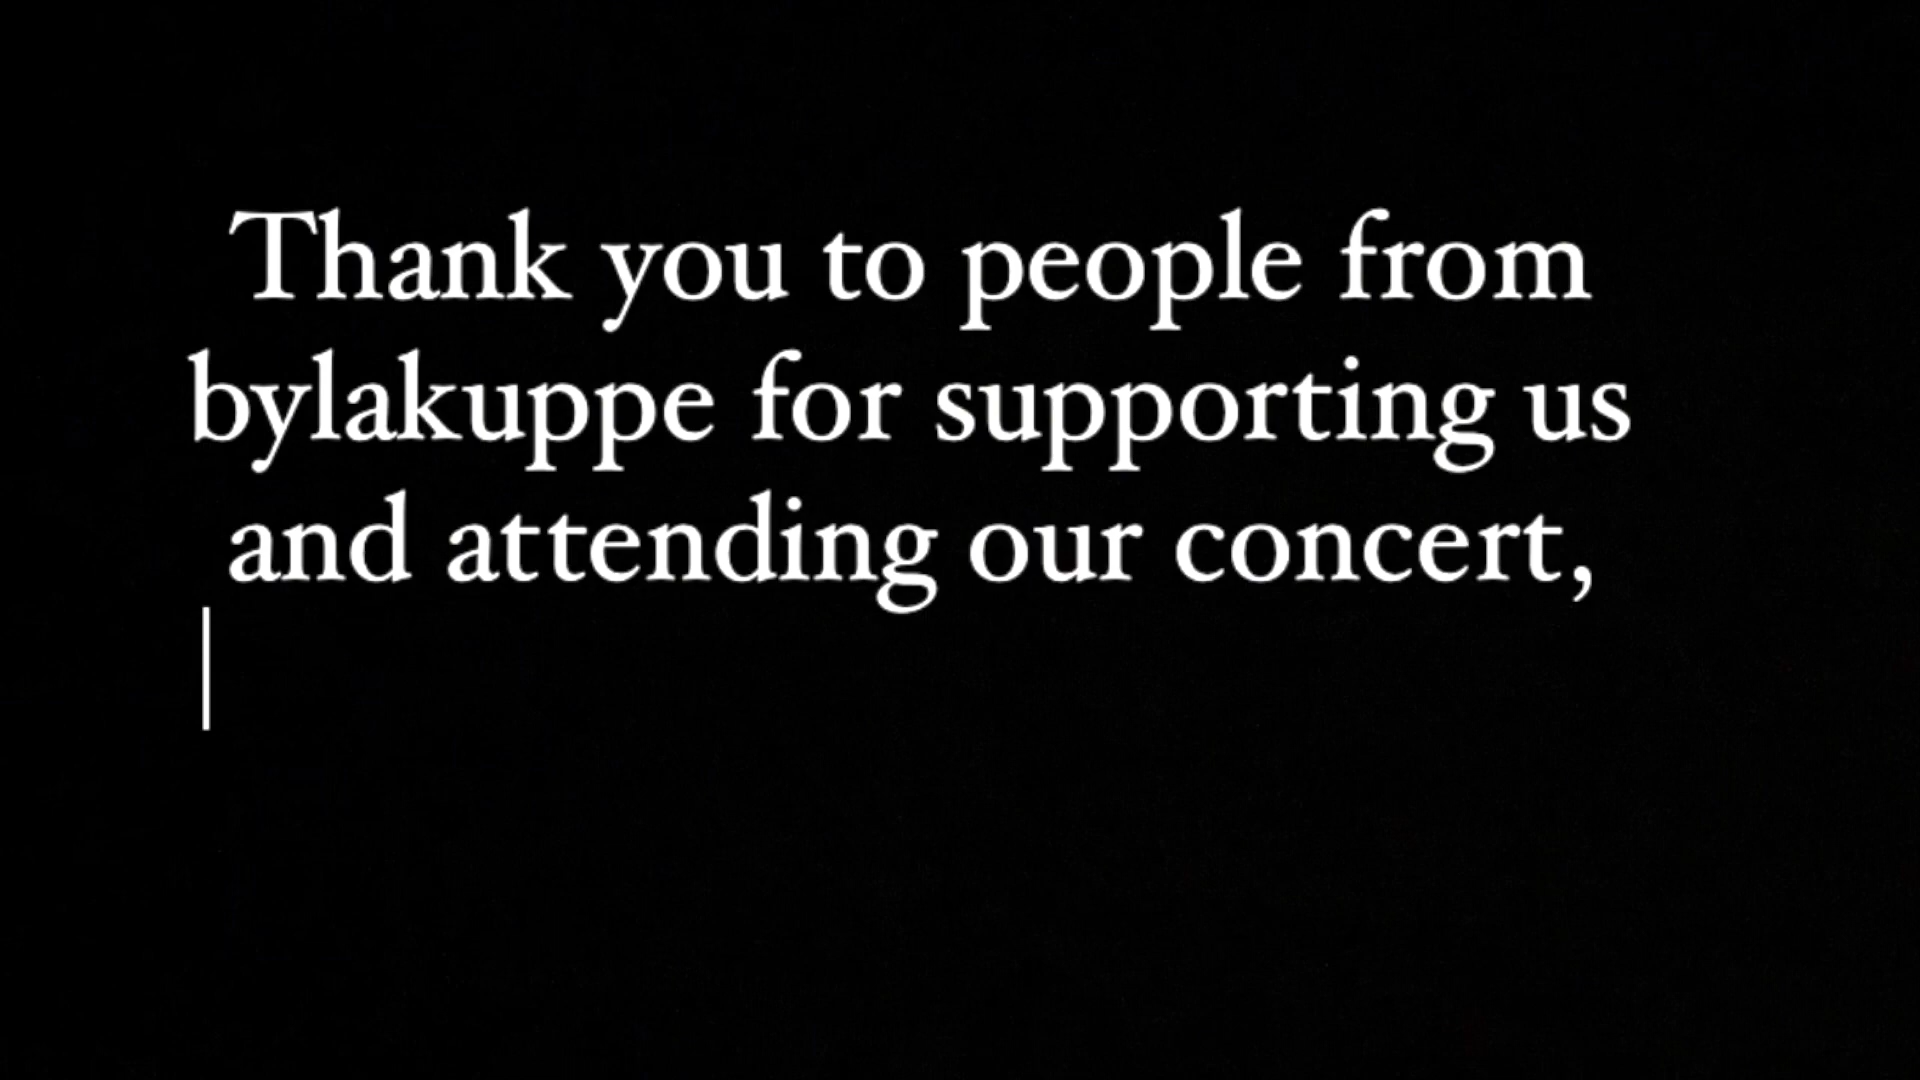 Thank you to people from
bylakuppe for supporting us
and attending our concert,